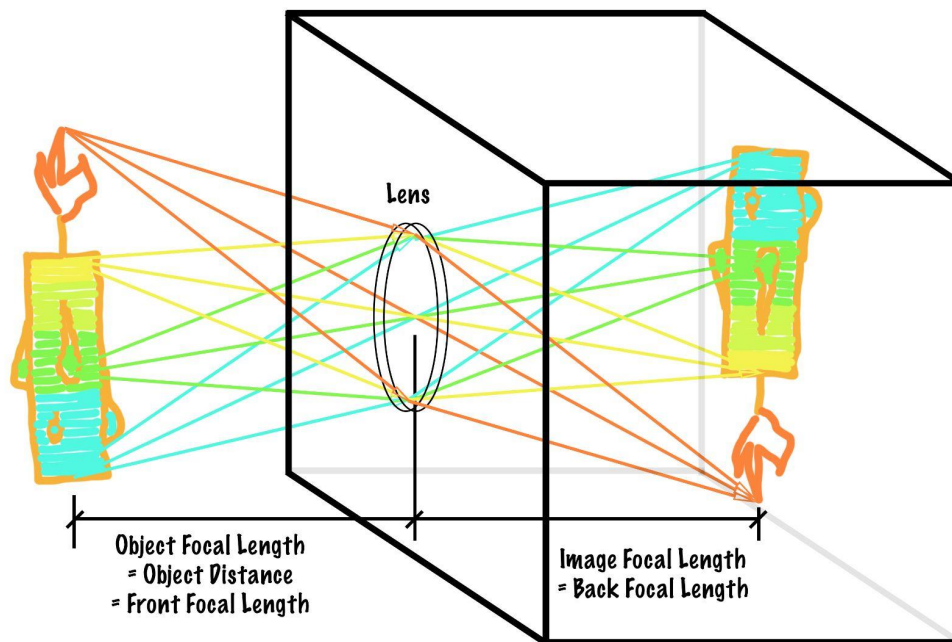 Lens
Object Focal Length
= Object Distance
= Front Focal Length
Image Focal Length
= Back Focal Length